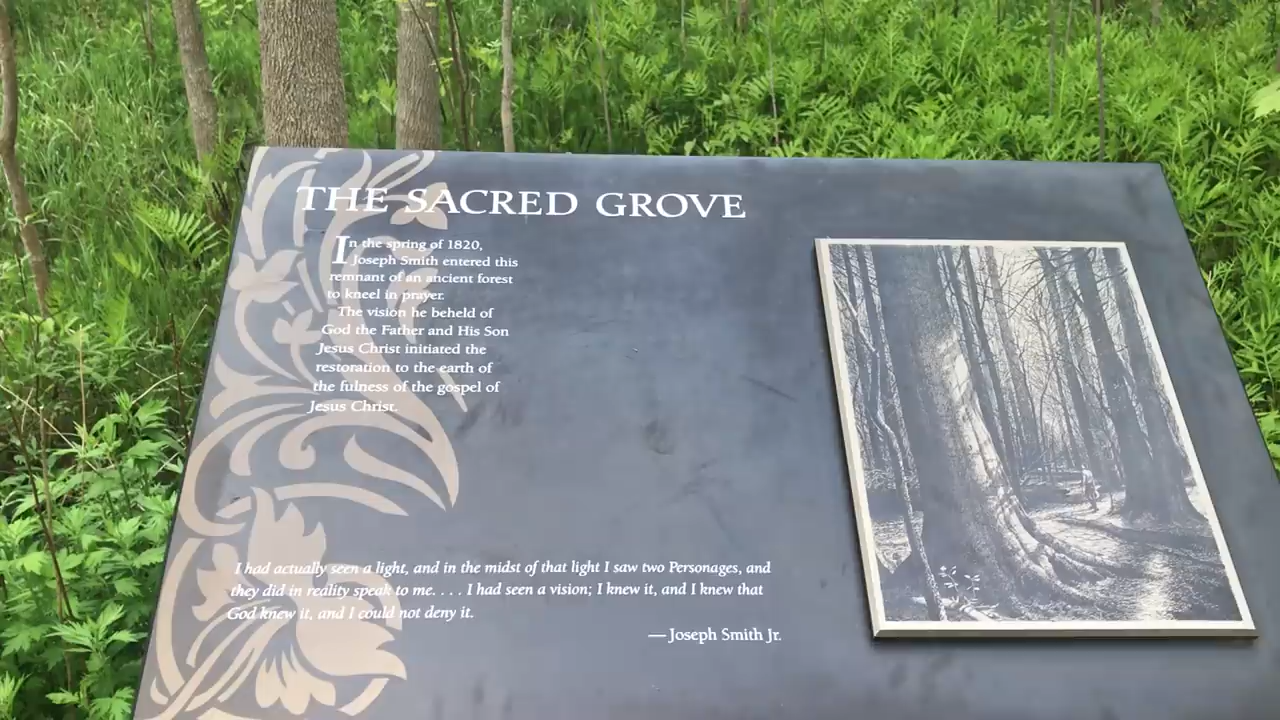 THE SACRED GROVE
In the spring of 1820,
Joseph Smith entered this
remnant of an ancient forest
to kneel in prayer.
The vision he beheld of
God the Father and His Son
Jesus Christ initiated the
restoration to the earth of
the fulness of the gospel of
Jesus Christ.
I had actually seen a light, and in the midst of that light I saw two Personages, and
they did in reality speak to me. . . . I had seen a vision; I knew it, and I knew that
God knew it, and I could not deny it.
—Joseph Smith Jr.